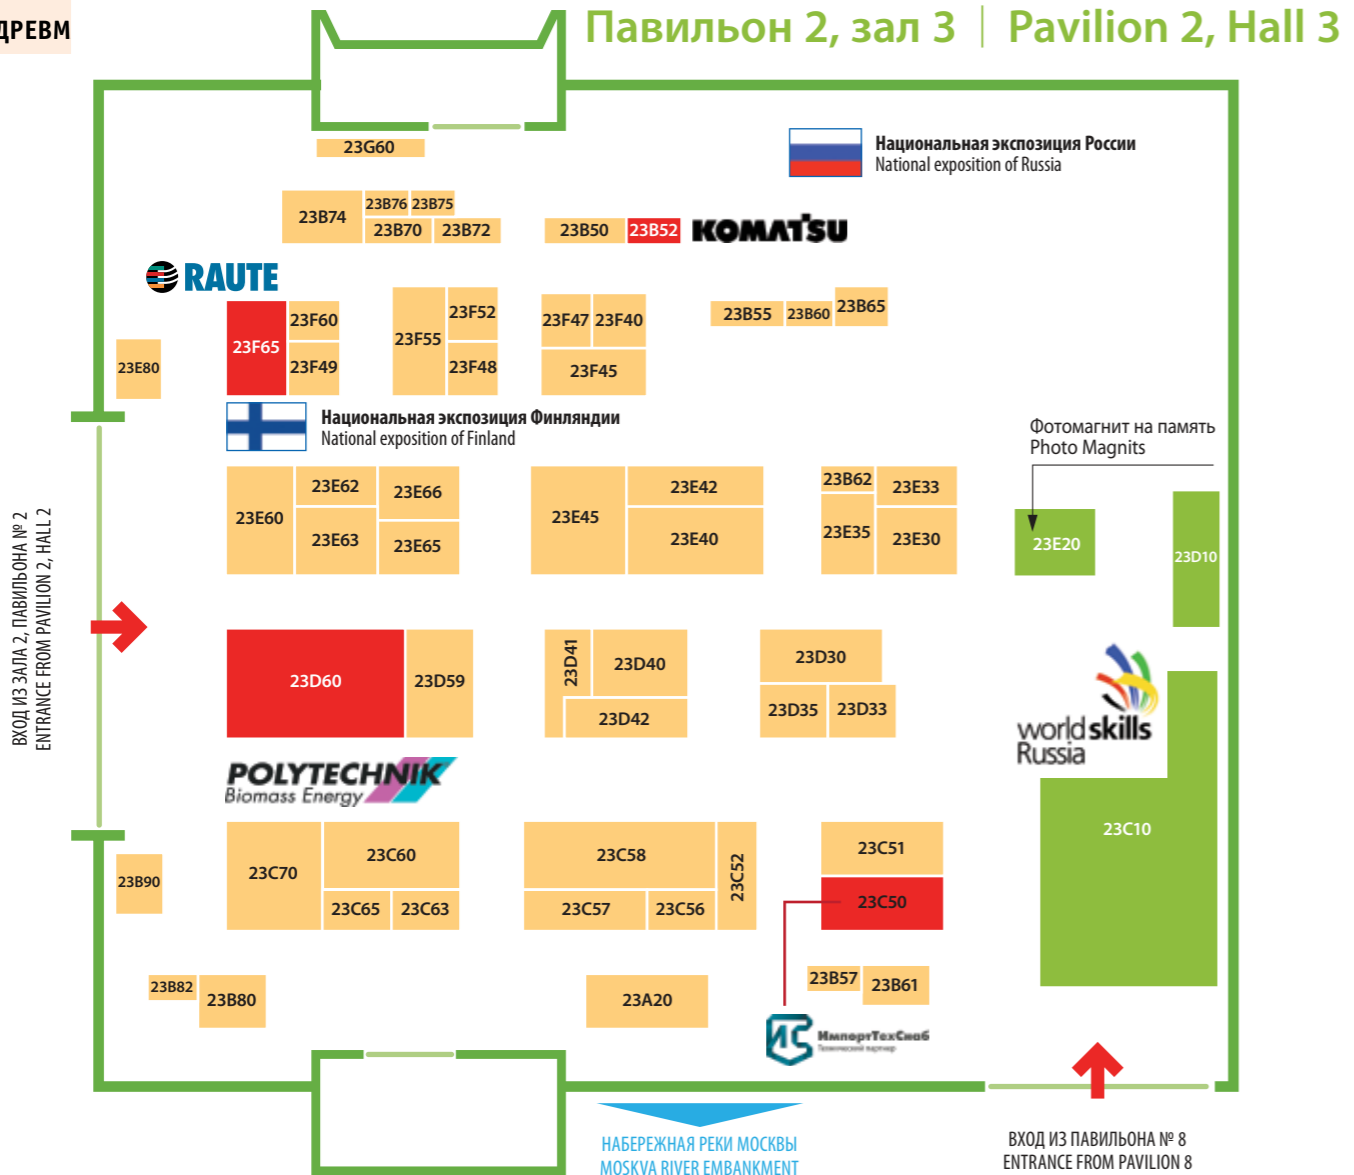 ДРЕВМ
Павильон 2, зал 3 | Pavilion 2, Hall 3
23G60
Национальная экспозиция России
National exposition of Russia
23B74
23B76
23B75
23B70
23B72
23B50
23B52
KOMATSU
RAUTE
23F65
23F60
23F49
23F55
23F52
23F48
23F47
23F40
23F45
23B55
23B60
23B65
23E80
Национальная экспозиция Финляндии
National exposition of Finland
Фотомагнит на память
Photo Magnits
23E60
23E62
23E66
23E63
23E65
23E45
23E42
23E40
23B62
23E33
23E35
23E30
23E20
23D10
ВХОД ИЗ ЗАЛА 2, ПАВИЛЬОНА № 2
ENTRANCE FROM PAVILION 2, HALL 2
23D60
23D59
23D41
23D40
23D42
23D30
23D35
23D33
world skills
Russia
POLYTECHNIK
Biomass Energy
23C10
23B90
23C70
23C60
23C65
23C63
23C58
23C57
23C56
23C52
23C51
23C50
23B82
23B80
23A20
23B57
23B61
ИС
ИмпортТехСнаб
Технический партнер
НАБЕРЕЖНАЯ РЕКИ МОСКВЫ
MOSKVA RIVER EMBANKMENT
ВХОД ИЗ ПАВИЛЬОНА № 8
ENTRANCE FROM PAVILION 8